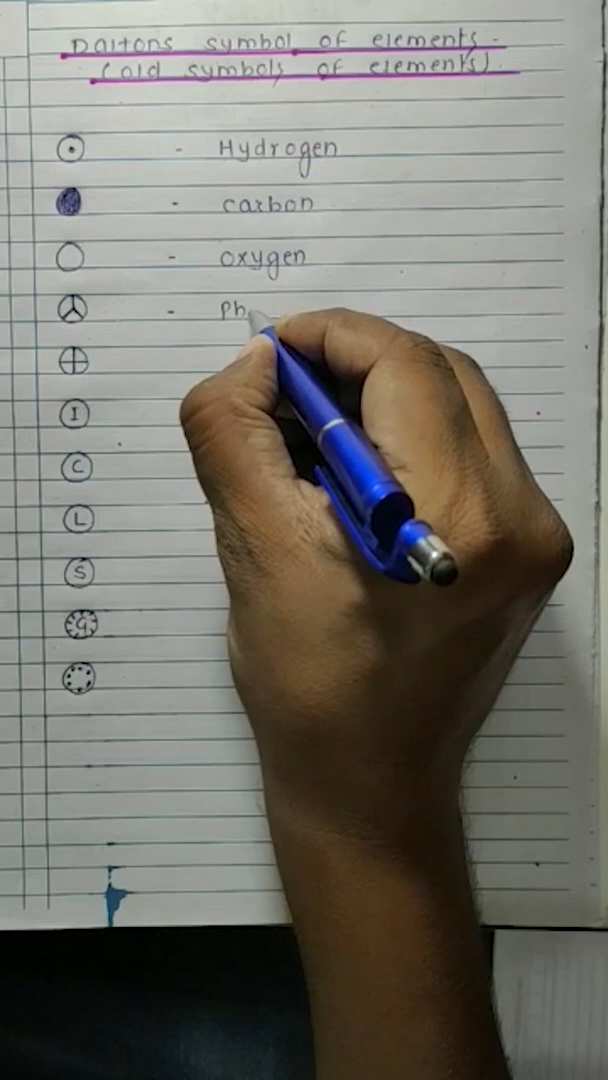 Daltons symbol of elements.
(old symbols of elements).
- Hydrogen
- carbon
- oxygen
- Ph
I
C
L
S
G